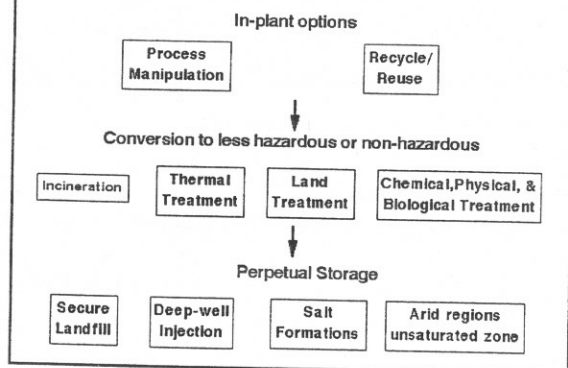 In-plant options
Process
Manipulation
Recycle/
Reuse
Conversion to less hazardous or non-hazardous
Incineration
Thermal
Treatment
Land
Treatment
Chemical,Physical, &
Biological Treatment
Perpetual Storage
Secure
Landfill
Deep-well
Injection
Salt
Formations
Arid regions
unsaturated zone